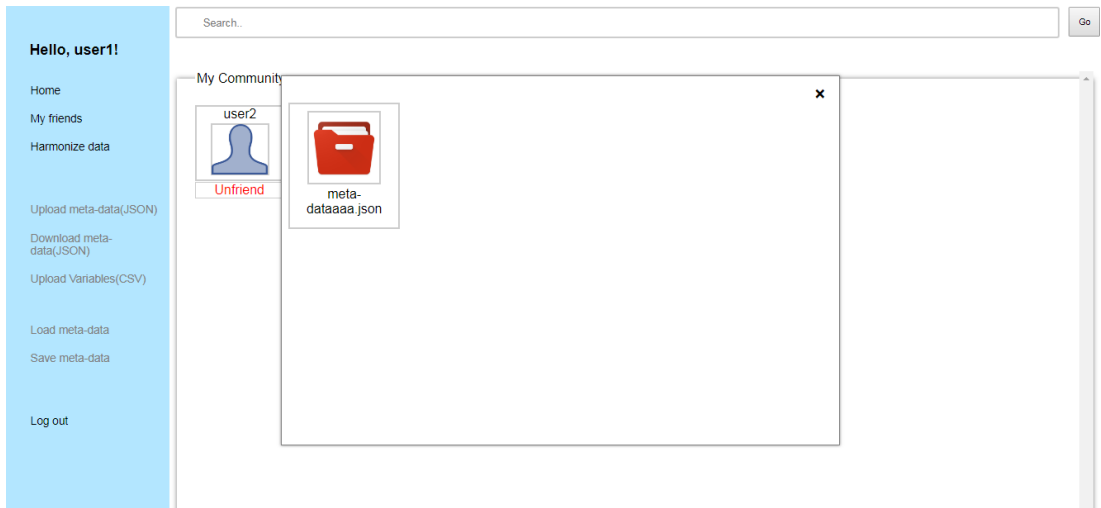 Search..
Go
Hello, user1!
Home
My friends
Harmonize data
Upload meta-data(JSON)
Download meta-
data(JSON)
Upload Variables(CSV)
Load meta-data
Save meta-data
Log out
My Community
user2
Unfriend
×
meta-
dataaaa.json